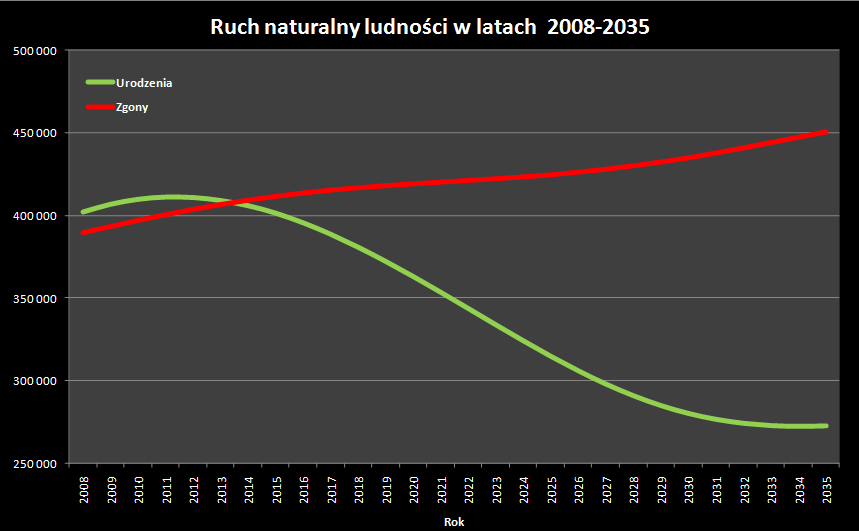 Ruch naturalny ludności w latach  2008-2035
500 000
Urodzenia
Zgony
450 000
400 000
350 000
300 000
250 000
2008 2009 2010 2011 2012 2013 2014 2015 2016 2017 2018 2019 2020 2021 2022 2023 2024 2025 2026 2027 2028 2029 2030 2031 2032 2033 2034 2035
Rok